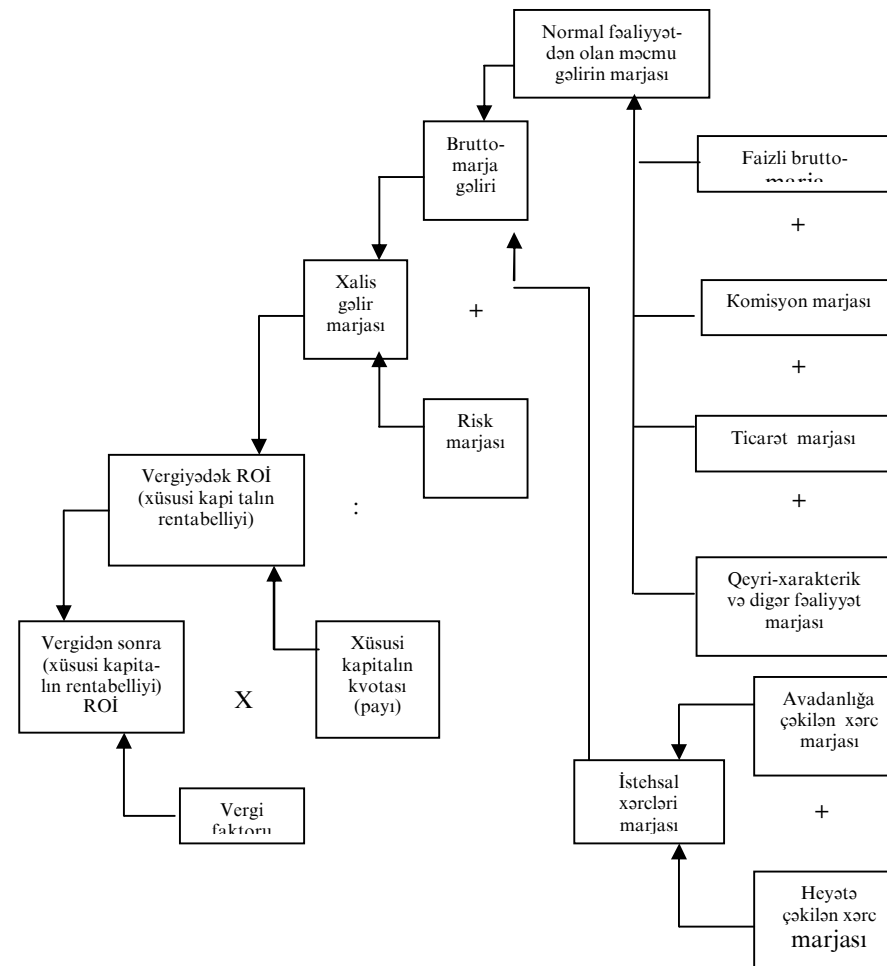 Normal fəaliyyət-
dən olan məcmu
gəlirin marjası
Brutto-
marja
gəliri
Faizli brutto-
marja
+
Xalis
gəlir
marjası
+
Komisyon marjası
+
Risk
marjası
Ticarət marjası
+
Vergiyədək ROİ
(xüsusi kapi talın
rentabelliyi)
:
Qeyri-xarakterik
və digər fəaliyyət
marjası
Vergidən sonra
(xüsusi kapita-
lın rentabelliyi)
ROİ
X
Xüsusi
kapitalın
kvotası
(payı)
Avadanlığa
çəkilən xərc
marjası
İstehsal
xərcləri
marjası
+
Vergi
faktoru
Heyətə
çəkilən xərc
marjası